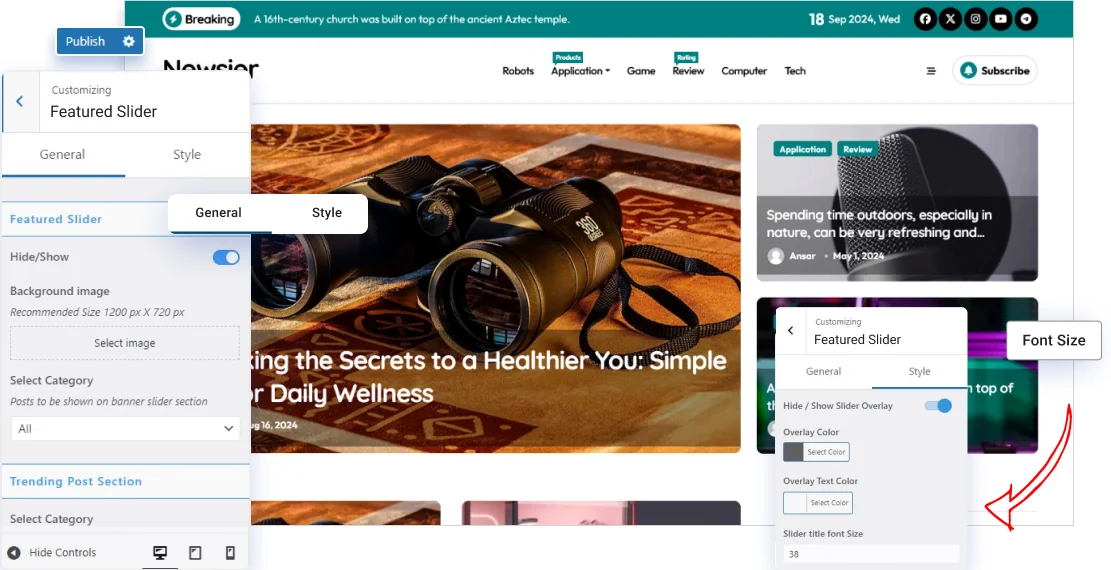 Breaking
A 16th-century church was built on top of the ancient Aztec temple.
18 Sep 2024, Wed
Publish
Newsier
Products
Rating
Robots Application Game Review Computer Tech
Subscribe
Customizing
Featured Slider
General Style
Featured Slider
General Style
Hide/Show
Background image
Recommended Size 1200 px X 720 px
Select image
Select Category
Posts to be shown on banner slider section
All
Trending Post Section
Select Category
Hide Controls
360
king the Secrets to a Healthier You: Simple
or Daily Wellness
ug 16, 2024
Application Review
Spending time outdoors, especially in
nature, can be very refreshing and...
Ansar May 1, 2024
A
n top of
th
Customizing
Featured Slider
General Style
Hide / Show Slider Overlay
Overlay Color
Select Color
Overlay Text Color
Select Color
Slider title font Size
38
Font Size